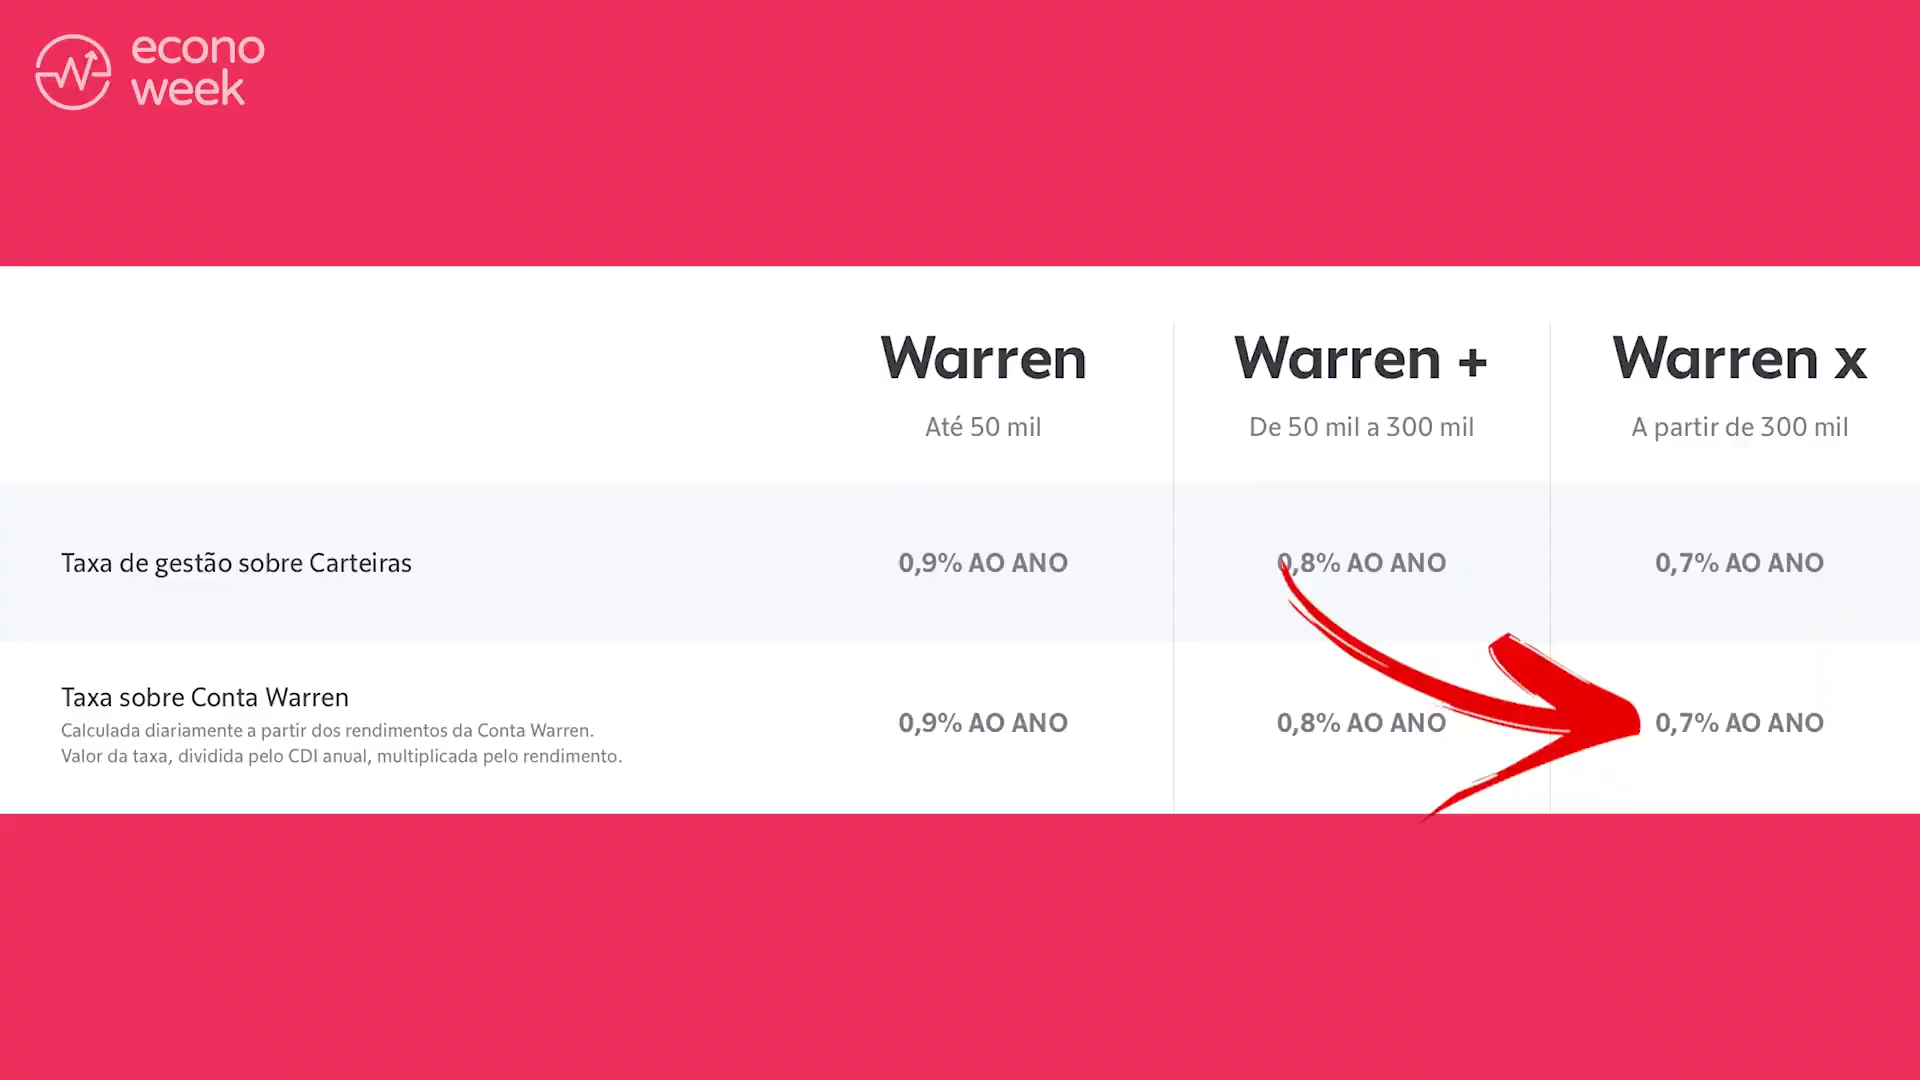 econo
week
Warren
Warren +
Warren x
Até 50 mil
De 50 mil a 300 mil
A partir de 300 mil
Taxa de gestão sobre Carteiras
0,9% AO ANO
0,8% AO ANO
0,7% AO ANO
Taxa sobre Conta Warren
Calculada diariamente a partir dos rendimentos da Conta Warren.
Valor da taxa, dividida pelo CDI anual, multiplicada pelo rendimento.
0,9% AO ANO
0,8% AO ANO
0,7% AO ANO